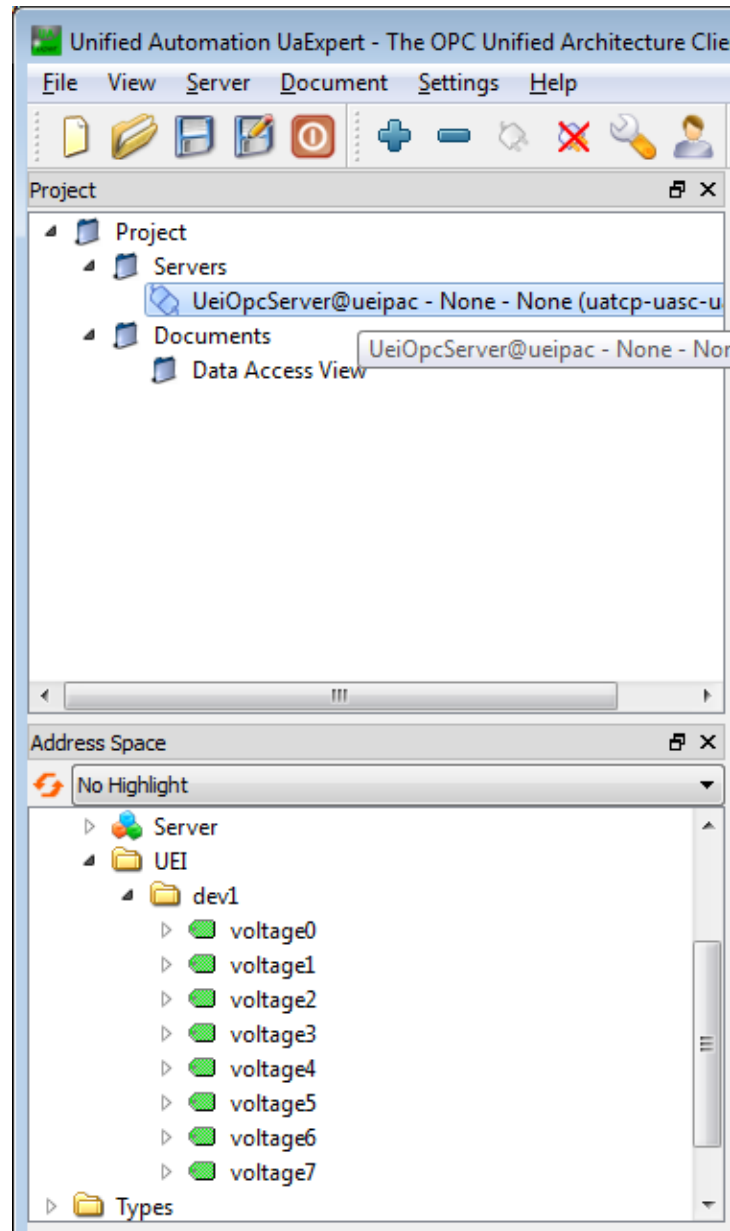 Unified Automation UaExpert - The OPC Unified Architecture Clie
File View Server Document Settings Help
Project
Project
Servers
UeiOpcServer@ueipac - None - None (uatcp-uasc-u
Documents
UeiOpcServer@ueipac - None - Nor
Data Access View
Address Space
No Highlight
Server
UEI
dev1
voltage0
voltage1
voltage2
voltage3
voltage4
voltage5
voltage6
voltage7
Types